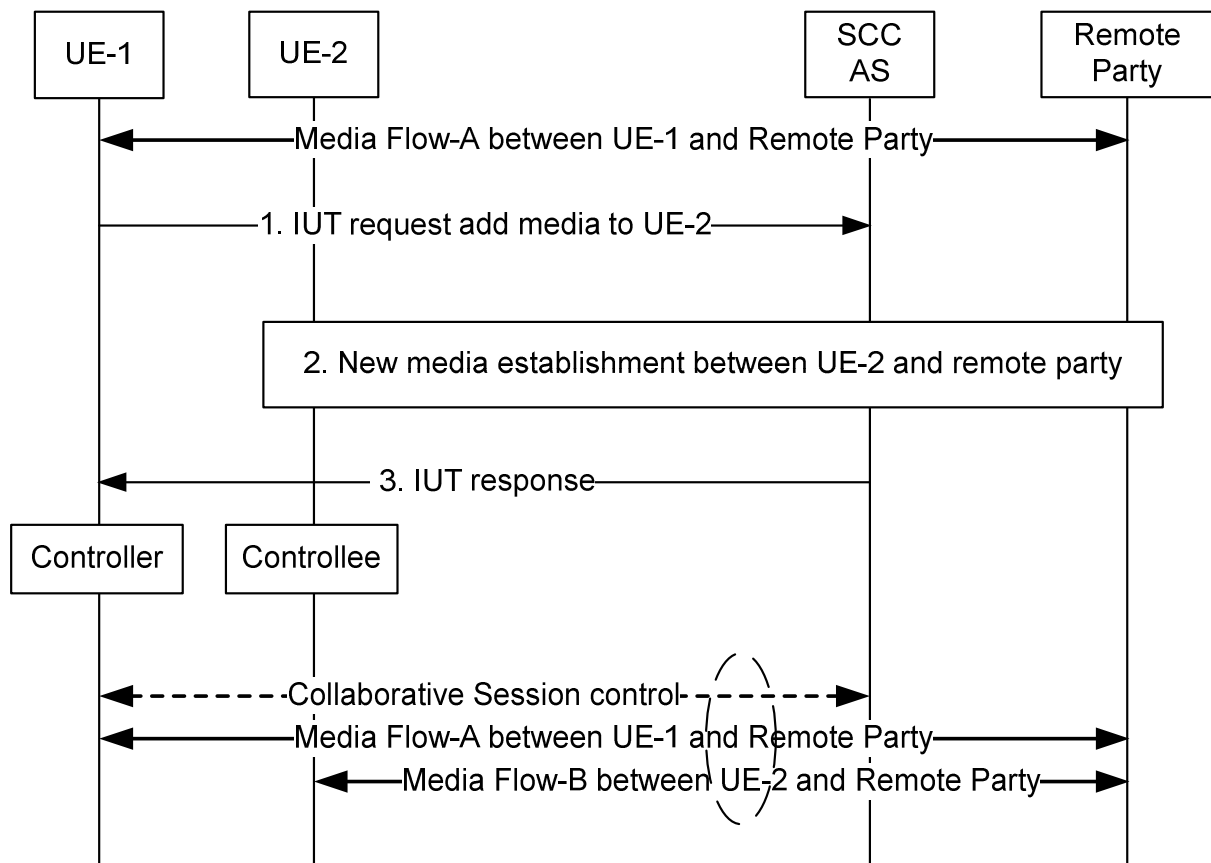 UE-1
UE-2
SCC
AS
Remote
Party
Media Flow-A between UE-1 and Remote Party
1. IUT request add media to UE-2
2. New media establishment between UE-2 and remote party
3. IUT response
Controller
Controllee
Collaborative Session control
Media Flow-A between UE-1 and Remote Party
Media Flow-B between UE-2 and Remote Party